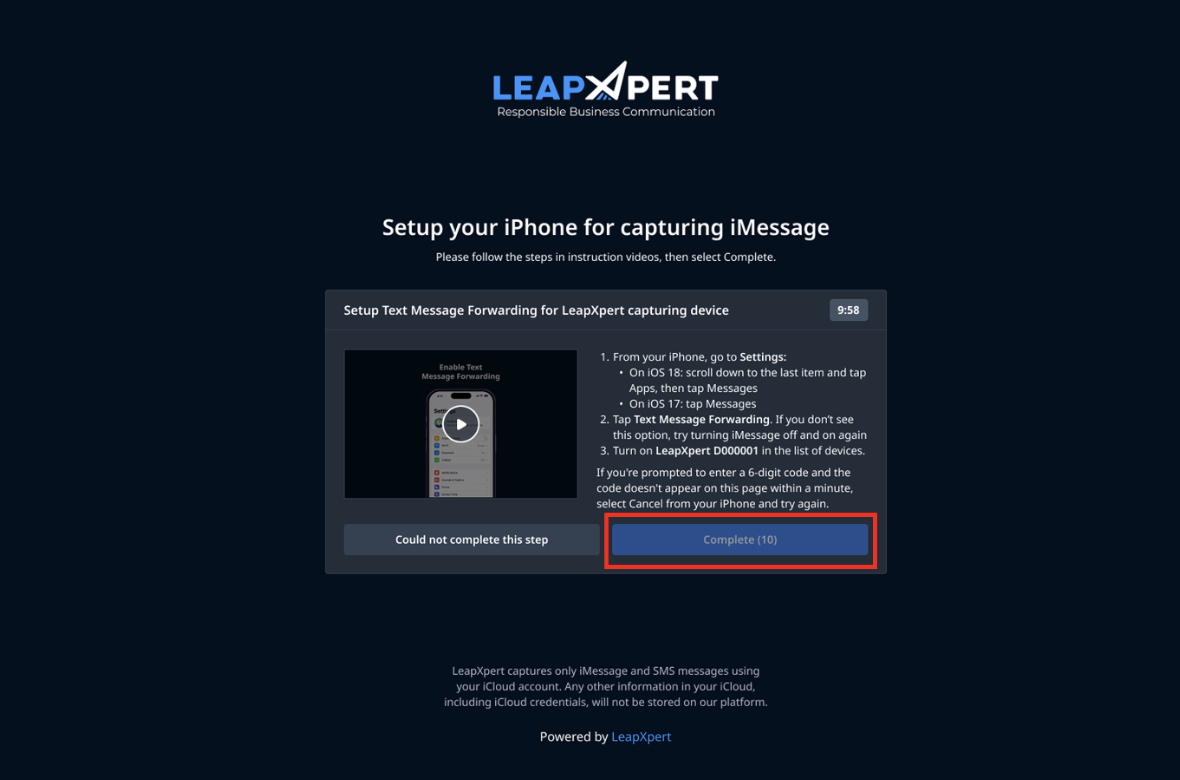 LEAPXPERT
Responsible Business Communication
Setup your iPhone for capturing iMessage
Please follow the steps in instruction videos, then select Complete.
Setup Text Message Forwarding for LeapXpert capturing device
9:58
Enable Text
Message Forwarding
Settings
1. From your iPhone, go to Settings:
• On iOS 18: scroll down to the last item and tap
Apps, then tap Messages
• On iOS 17: tap Messages
2. Tap Text Message Forwarding. If you don't see
this option, try turning iMessage off and on again
3. Turn on LeapXpert D000001 in the list of devices.
If you're prompted to enter a 6-digit code and the
code doesn't appear on this page within a minute,
select Cancel from your iPhone and try again.
Could not complete this step
Complete (10)
LeapXpert captures only iMessage and SMS messages using
your iCloud account. Any other information in your iCloud,
including iCloud credentials, will not be stored on our platform.
Powered by LeapXpert